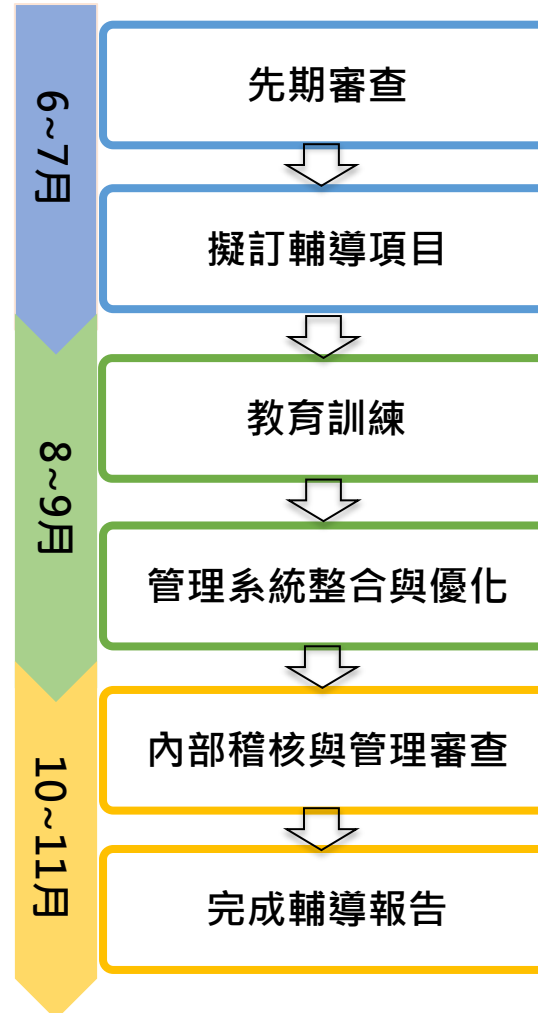 6~7月
先期審查
擬訂輔導項目
8~9月
教育訓練
管理系統整合與優化
10~11月
內部稽核與管理審查
完成輔導報告